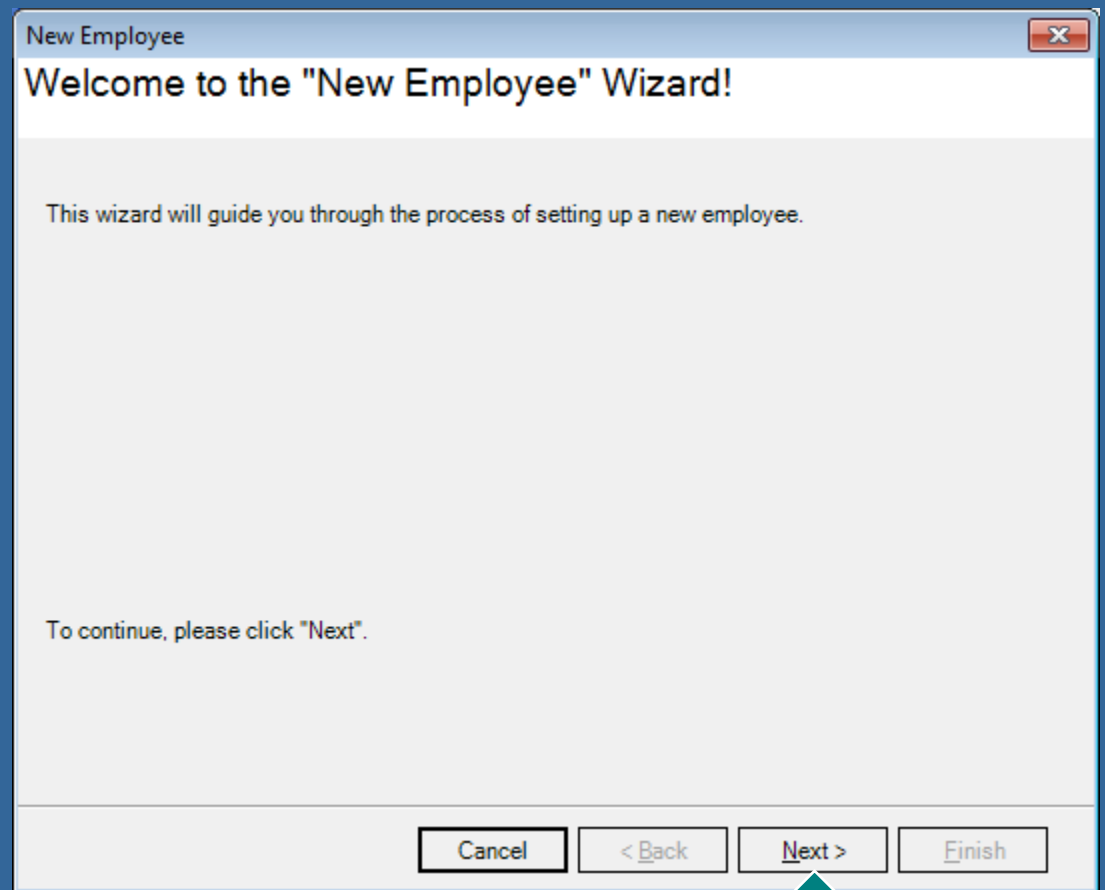 New Employee
Welcome to the "New Employee" Wizard!
This wizard will guide you through the process of setting up a new employee.
To continue, please click "Next".
Cancel
< Back
Next >
Finish